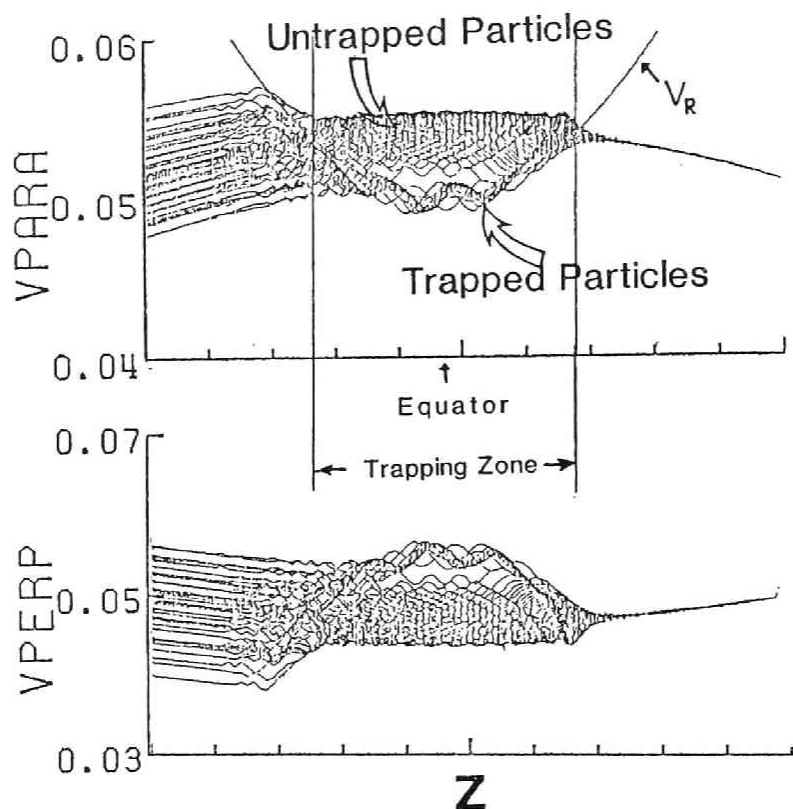 0.06
Untrapped Particles
V_R
VPARA
0.05
Trapped Particles
0.04
Equator
0.07
Trapping Zone
VPERP
0.05
0.03
Z